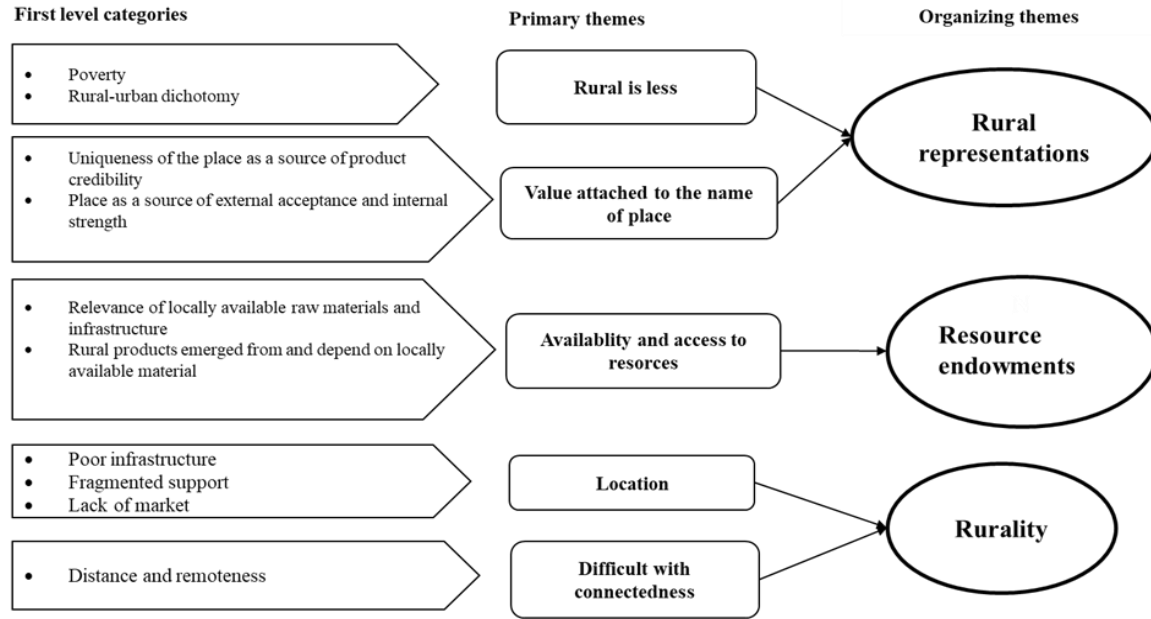 First level categories
Primary themes
Organizing themes
• Poverty
• Rural-urban dichotomy
Rural is less
Rural
representations
• Uniqueness of the place as a source of product
credibility
• Place as a source of external acceptance and internal
strength
Value attached to the name
of place
• Relevance of locally available raw materials and
infrastructure
• Rural products emerged from and depend on locally
available material
Availablity and access to
resorces
Resource
endowments
• Poor infrastructure
• Fragmented support
• Lack of market
Location
Rurality
• Distance and remoteness
Difficult with
connectedness